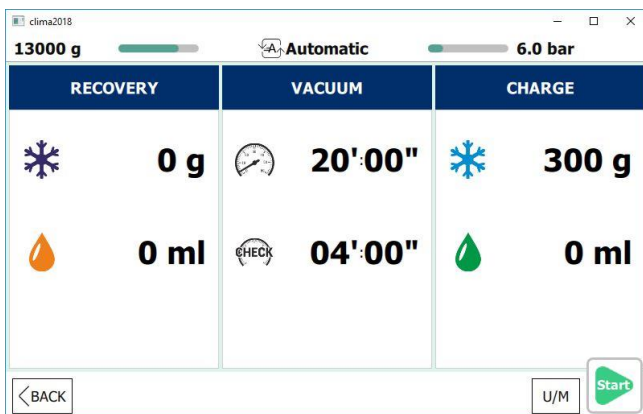 clima2018
13000 g
A Automatic
6.0 bar
RECOVERY
VACUUM
CHARGE
0 g
20':00"
300 g
0 ml
CHECK
04':00"
0 ml
BACK
U/M
Start